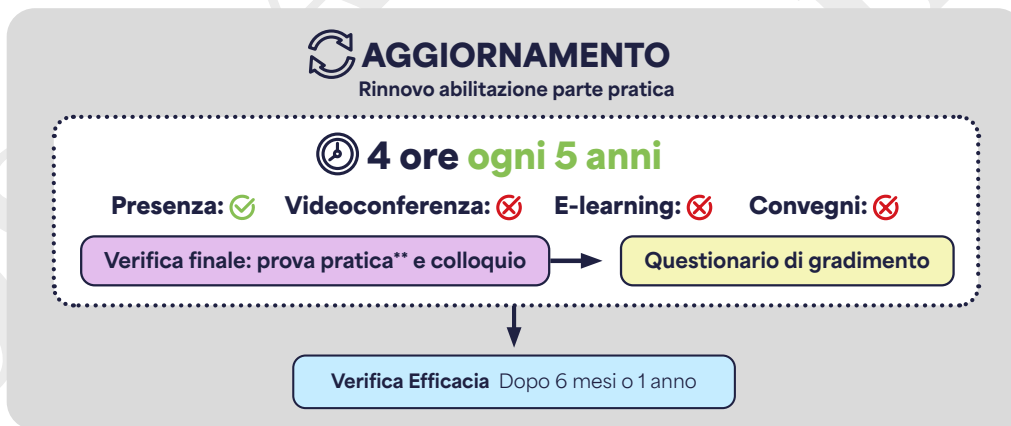 AGGIORNAMENTO
Rinnovo abilitazione parte pratica
4 ore ogni 5 anni
Presenza: Videoconferenza: E-learning: Convegni:
Verifica finale: prova pratica** e colloquio
Questionario di gradimento
Verifica Efficacia Dopo 6 mesi o 1 anno